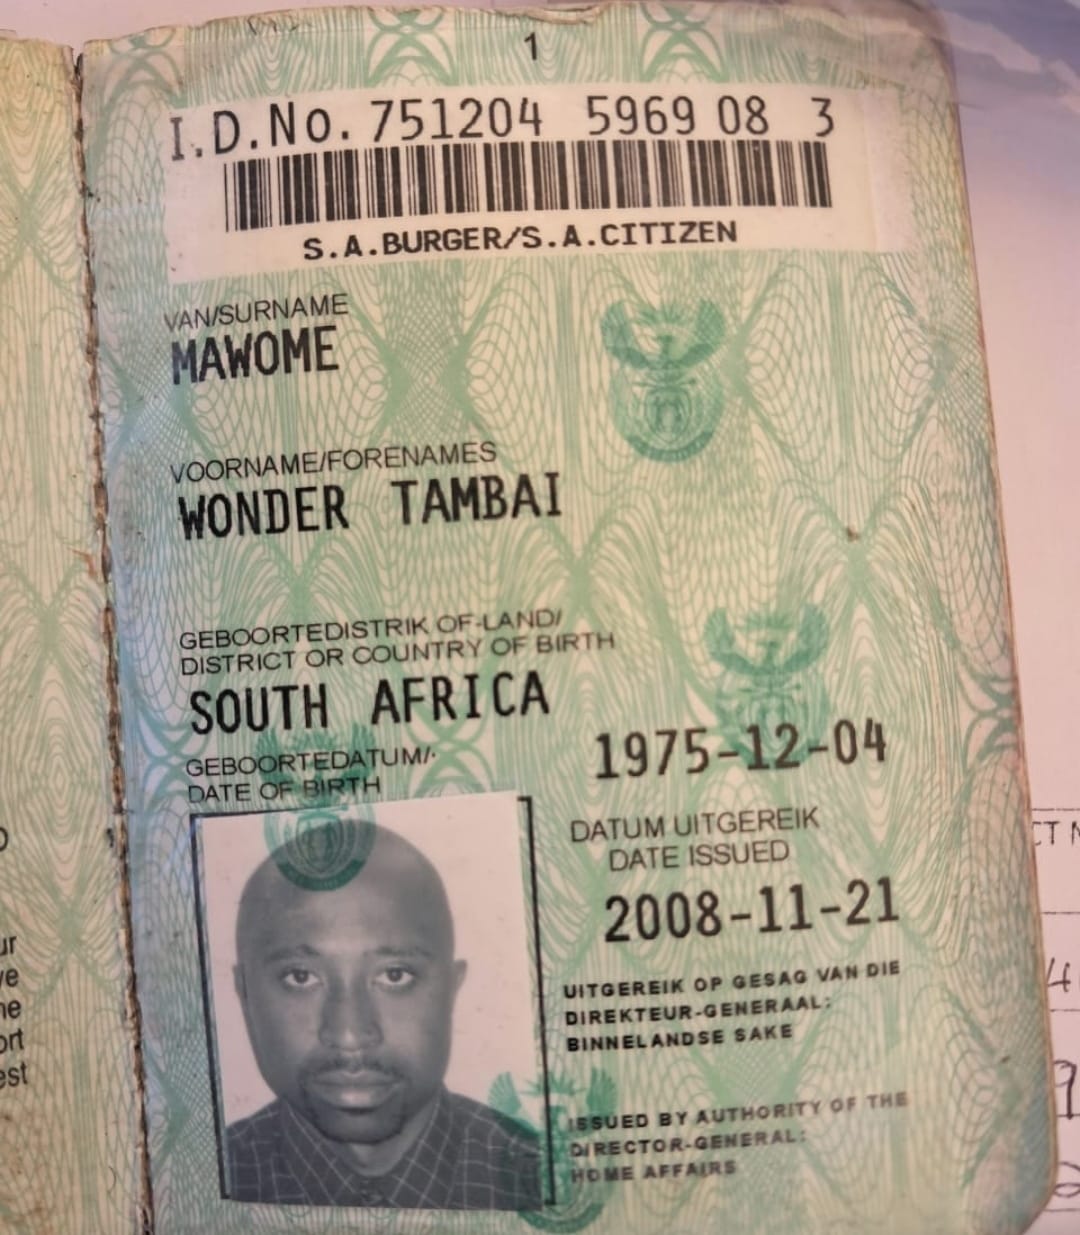 1
I.D.No. 751204 5969 08 3
S.A.BURGER/S.A.CITIZEN
VAN/SURNAME
MAWOME
VOORNAME/FORENAMES
WONDER TAMBAI
GEBOORTEDISTRIK OF-LAND/
DISTRICT OR COUNTRY OF BIRTH
SOUTH AFRICA
GEBOORTEDATUM/
DATE OF BIRTH
1975-12-04
DATUM UITGEREIK
DATE ISSUED
2008-11-21
UITGEREIK OP GESAG VAN DIE
DIREKTEUR-GENERAAL:
BINNELANDSE SAKE
ISSUED BY AUTHORITY OF THE
DIRECTOR-GENERAL:
HOME AFFAIRS